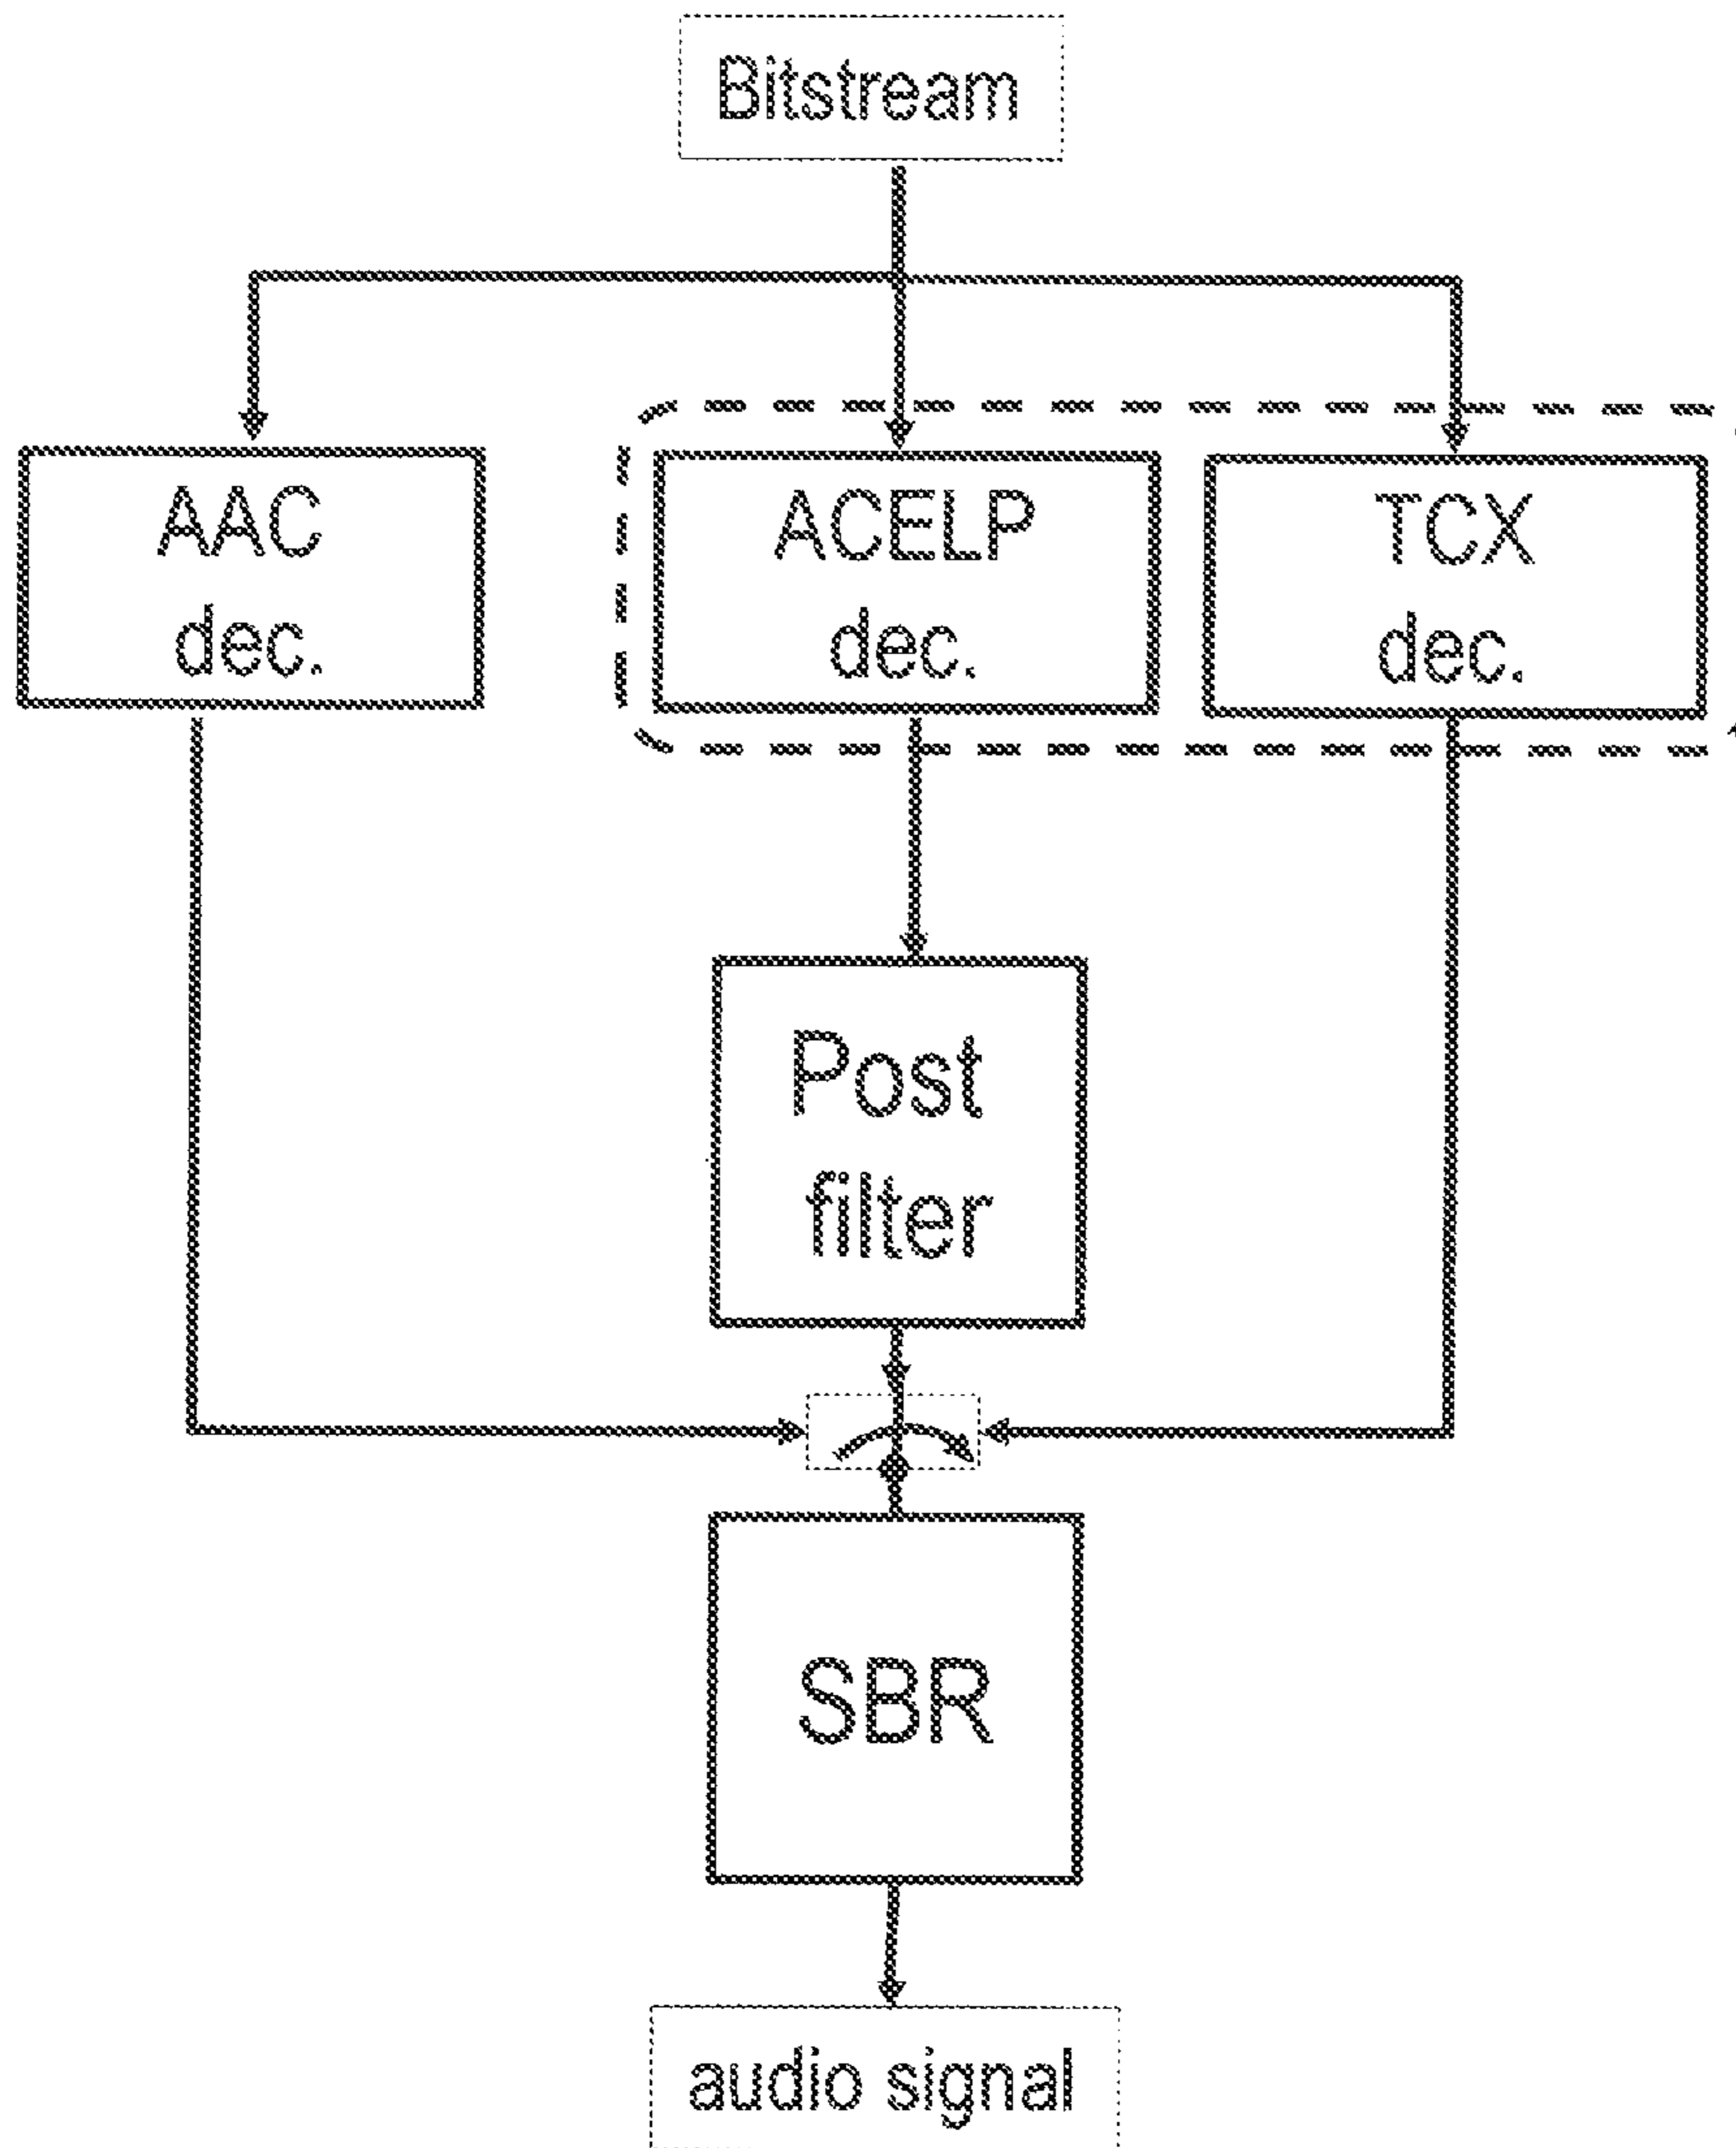 Bitstream
AAC
dec.
ACELP
dec.
TCX
dec.
Post
filter
SBR
audio signal